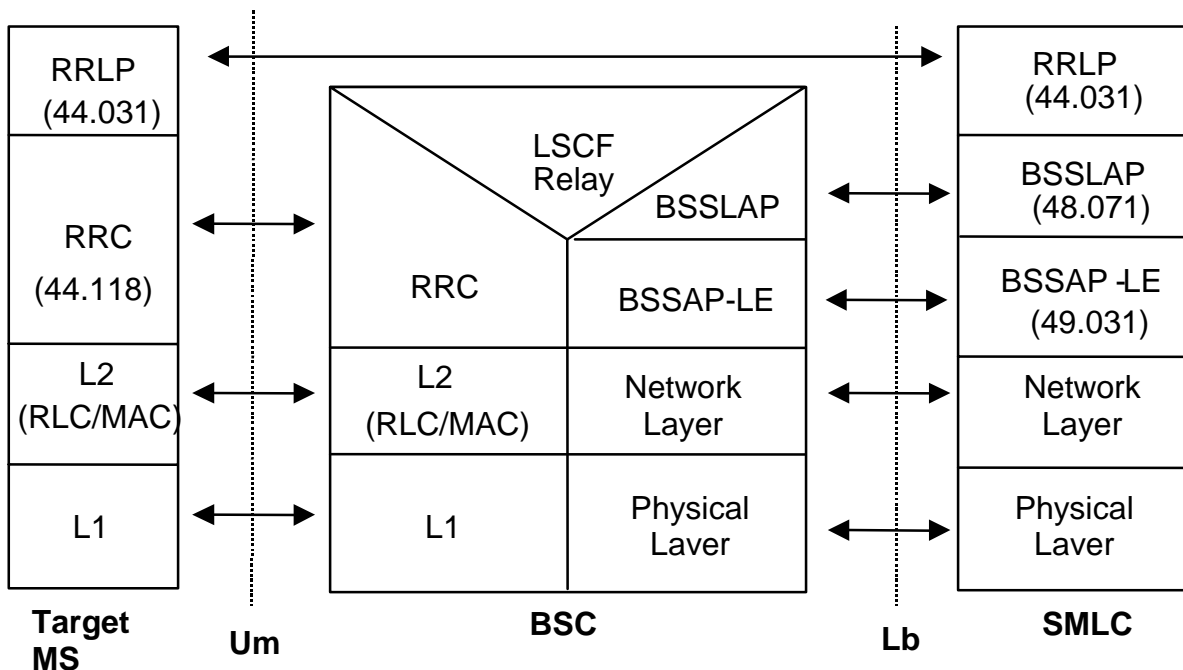 RRLP
(44.031)
RRC
(44.118)
L2
(RLC/MAC)
L1
Target
MS
Um
LSCF
Relay
BSSLAP
RRC
BSSAP-LE
L2
(RLC/MAC)
Network
Layer
L1
Physical
Laver
BSC
Lb
RRLP
(44.031)
BSSLAP
(48.071)
BSSAP -LE
(49.031)
Network
Layer
Physical
Laver
SMLC